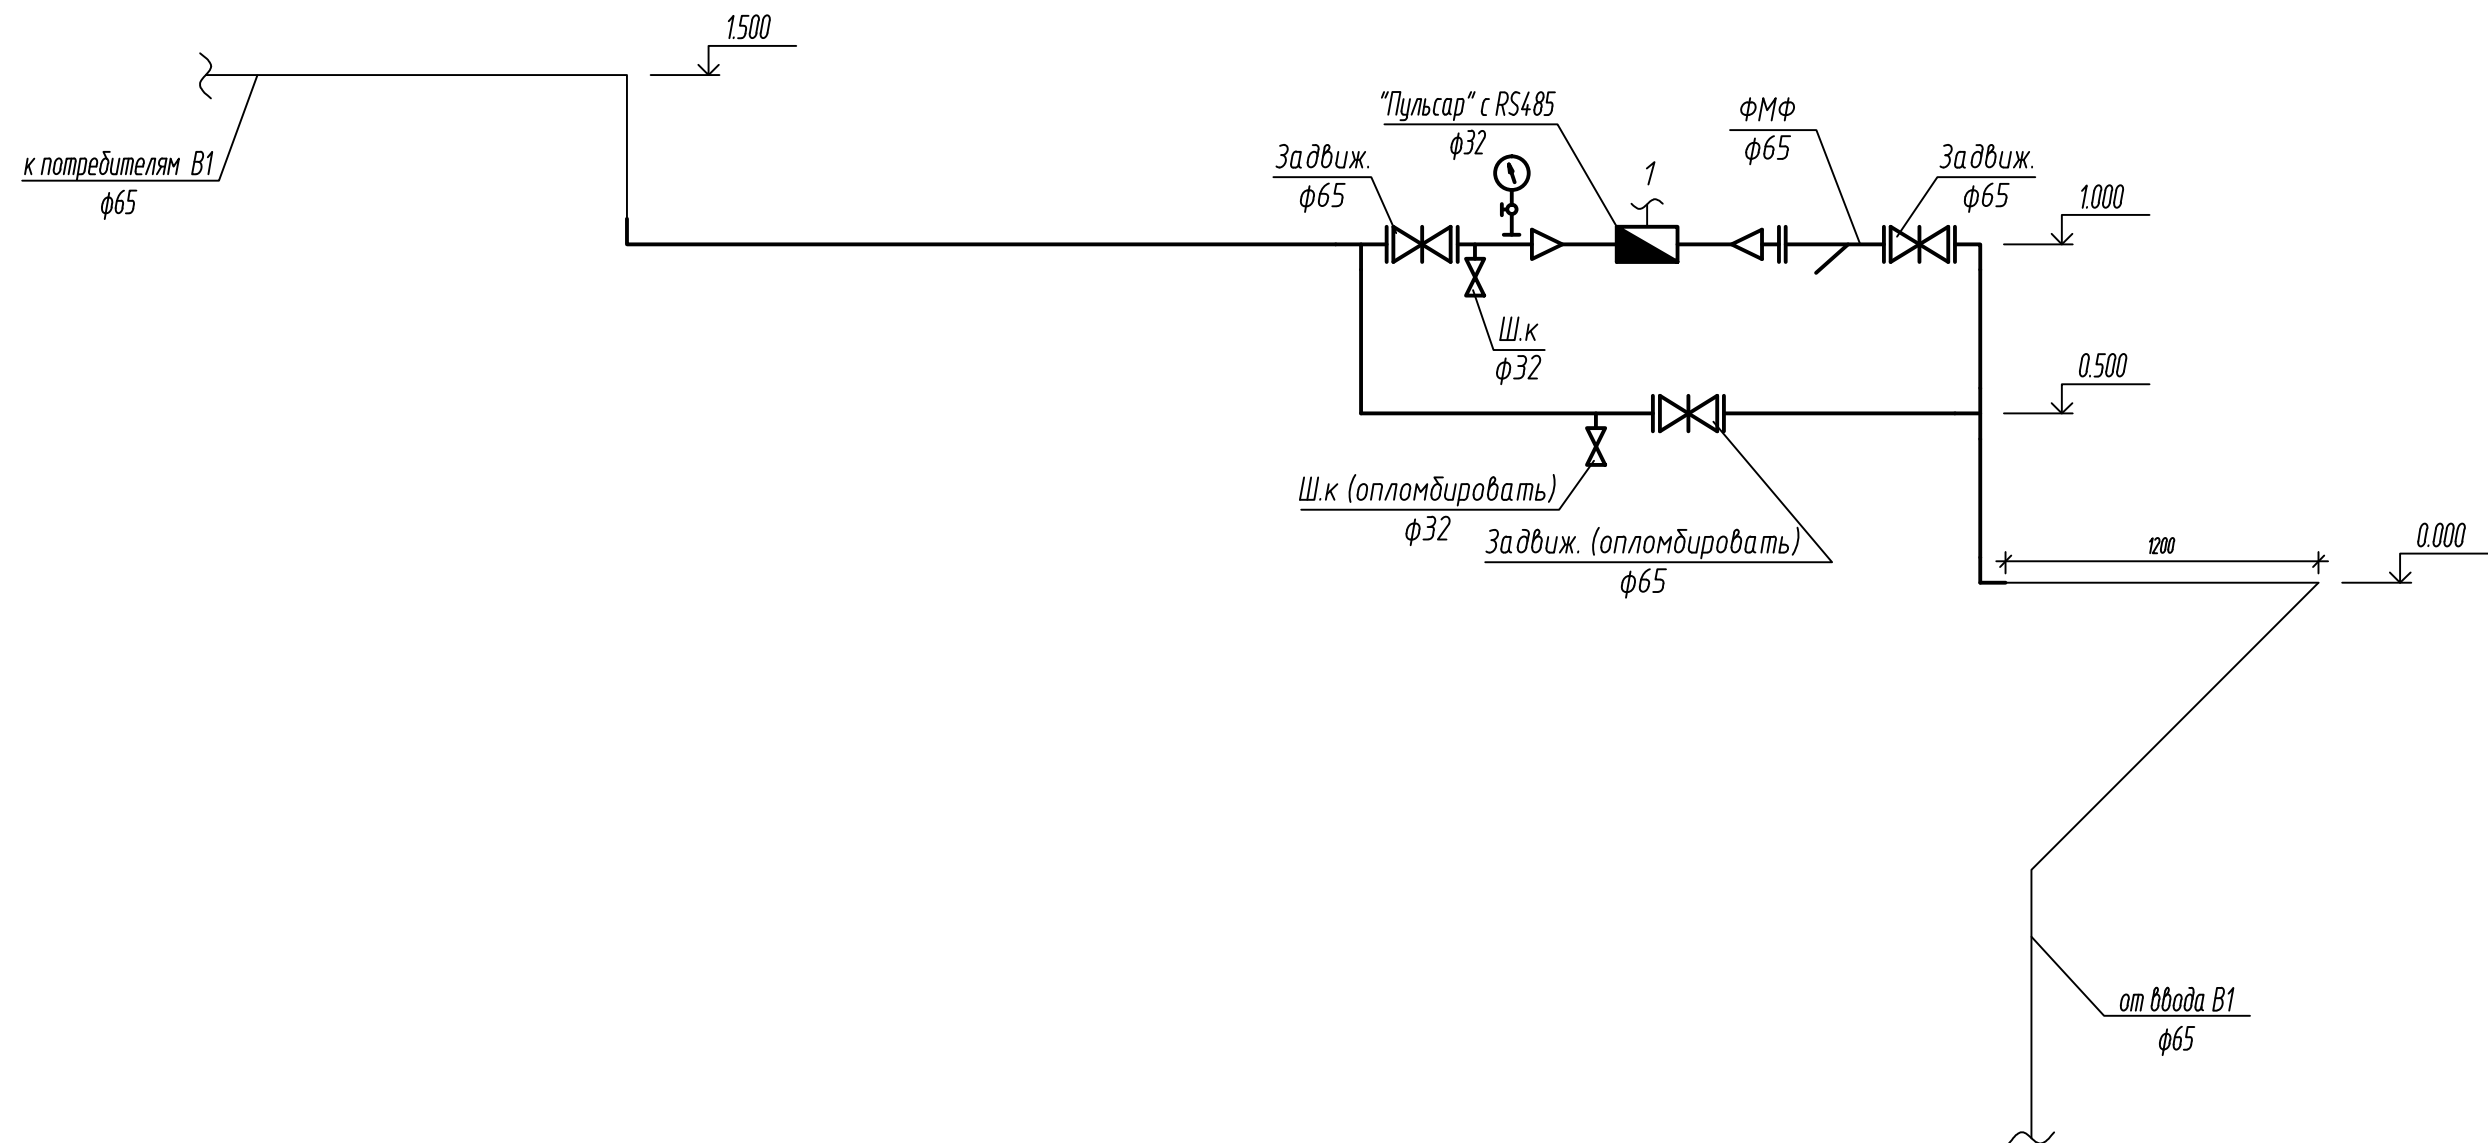 1.500
к потребителям В1
ф65
"Пульсар" с RS485
ф32
Задвиж.
ф65
1
ФМФ
ф65
Задвиж.
ф65
1.000
Ш.к
ф32
0.500
Ш.к (опломбировать)
ф32
Задвиж. (опломбировать)
ф65
1200
0.000
от ввода В1
ф65